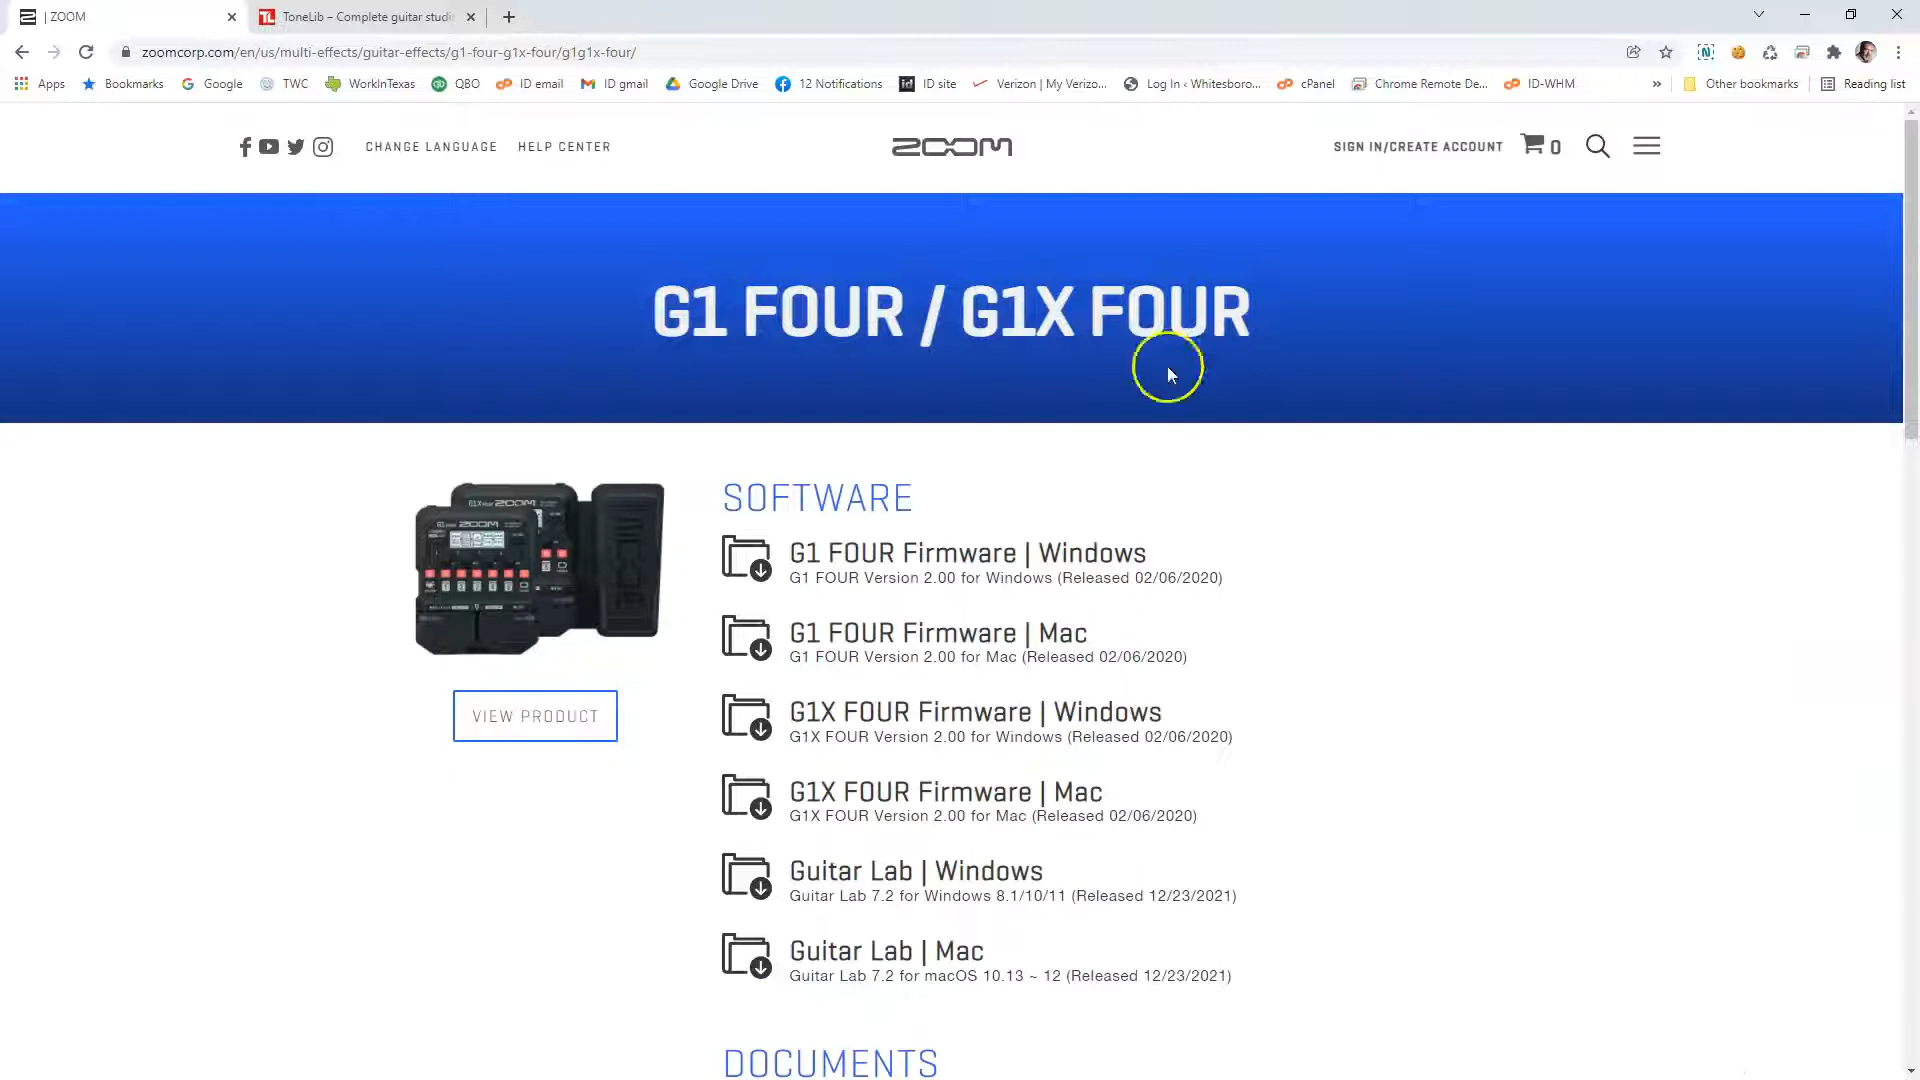 | ZOOM
ToneLib – Complete guitar studi
zoomcorp.com/en/us/multi-effects/guitar-effects/g1-four-g1x-four/g1g1x-four/
Apps Bookmarks Google TWC WorkInTexas QBO ID email ID gmail Google Drive 12 Notifications ID site Verizon | My Verizo... Log In ‹ Whitesboro... cPanel Chrome Remote De... ID-WHM » Other bookmarks Reading list
CHANGE LANGUAGE HELP CENTER ZOOM SIGN IN/CREATE ACCOUNT 0
G1 FOUR / G1X FOUR
SOFTWARE
G1 FOUR Firmware | Windows
G1 FOUR Version 2.00 for Windows (Released 02/06/2020)
G1 FOUR Firmware | Mac
G1 FOUR Version 2.00 for Mac (Released 02/06/2020)
VIEW PRODUCT
G1X FOUR Firmware | Windows
G1X FOUR Version 2.00 for Windows (Released 02/06/2020)
G1X FOUR Firmware | Mac
G1X FOUR Version 2.00 for Mac (Released 02/06/2020)
Guitar Lab | Windows
Guitar Lab 7.2 for Windows 8.1/10/11 (Released 12/23/2021)
Guitar Lab | Mac
Guitar Lab 7.2 for macOS 10.13 ~ 12 (Released 12/23/2021)
DOCUMENTS